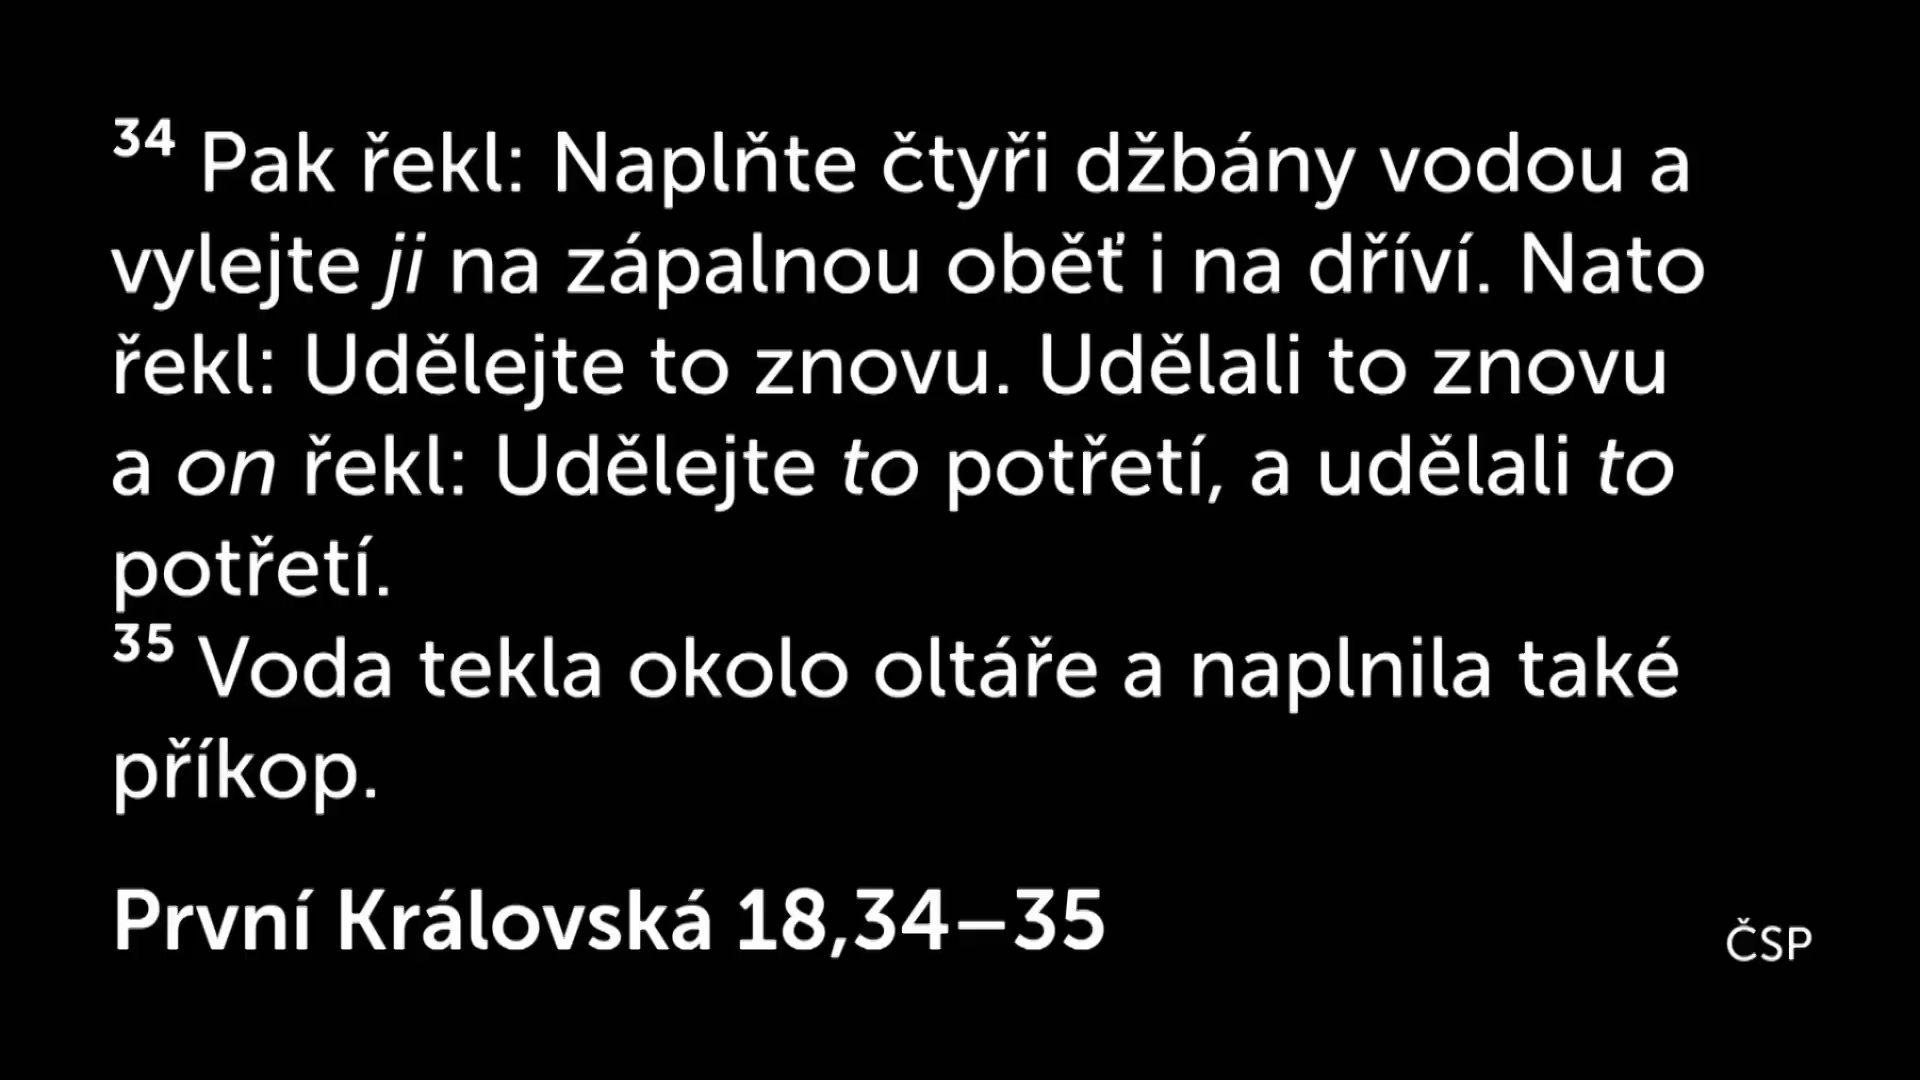 34 Pak řekl: Naplňte čtyři džbány vodou a
vylejte ji na zápalnou oběť i na dříví. Nato
řekl: Udělejte to znovu. Udělali to znovu
a on řekl: Udělejte to potřetí, a udělali to
potřetí.
35 Voda tekla okolo oltáře a naplnila také
příkop.
První Královská 18,34–35
ČSP